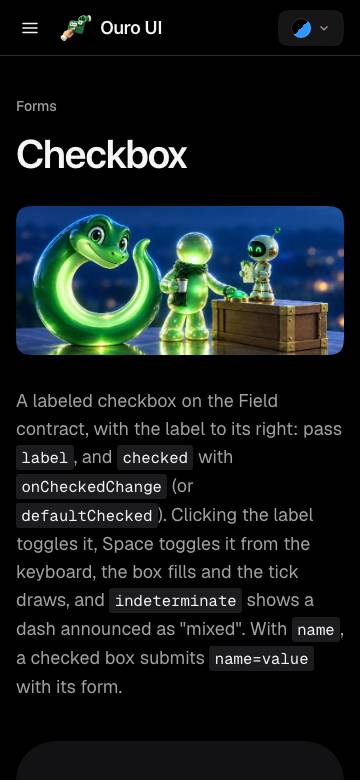 Ouro UI
Forms
Checkbox
A labeled checkbox on the Field
contract, with the label to its right: pass
label, and checked with
onCheckedChange (or
defaultChecked). Clicking the label
toggles it, Space toggles it from the
keyboard, the box fills and the tick
draws, and indeterminate shows a
dash announced as "mixed". With name,
a checked box submits name=value
with its form.